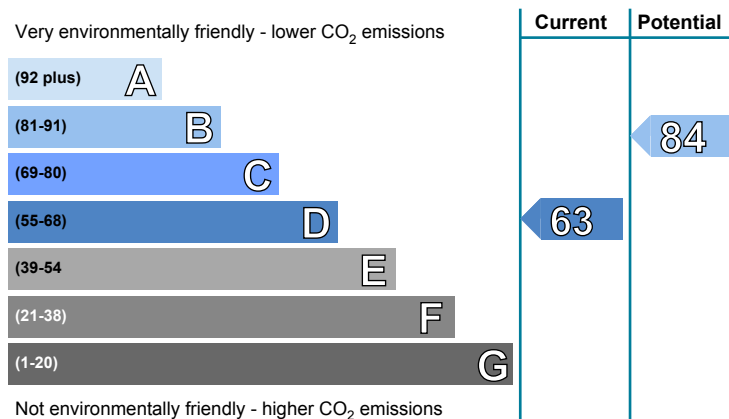 Current Potential
Very environmentally friendly - lower CO₂ emissions
(92 plus) A
(81-91) B
84
(69-80) C
(55-68) D
63
(39-54 E
(21-38) F
(1-20) G
Not environmentally friendly - higher CO₂ emissions